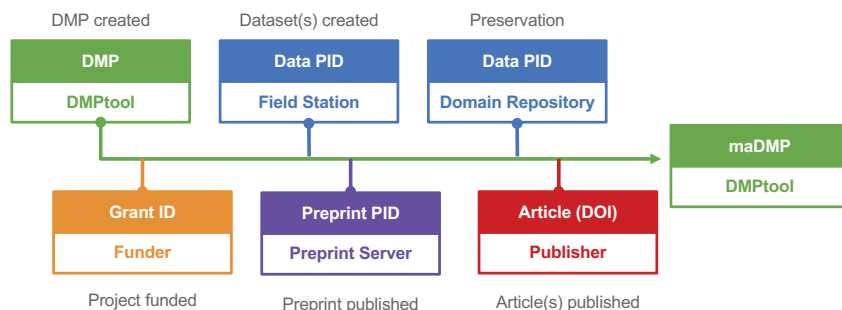 DMP created
Dataset(s) created
Preservation
DMP
Data PID
Data PID
DMPtool
Field Station
Domain Repository
maDMP
DMPtool
Grant ID
Preprint PID
Article (DOI)
Funder
Preprint Server
Publisher
Project funded
Preprint published
Article(s) published